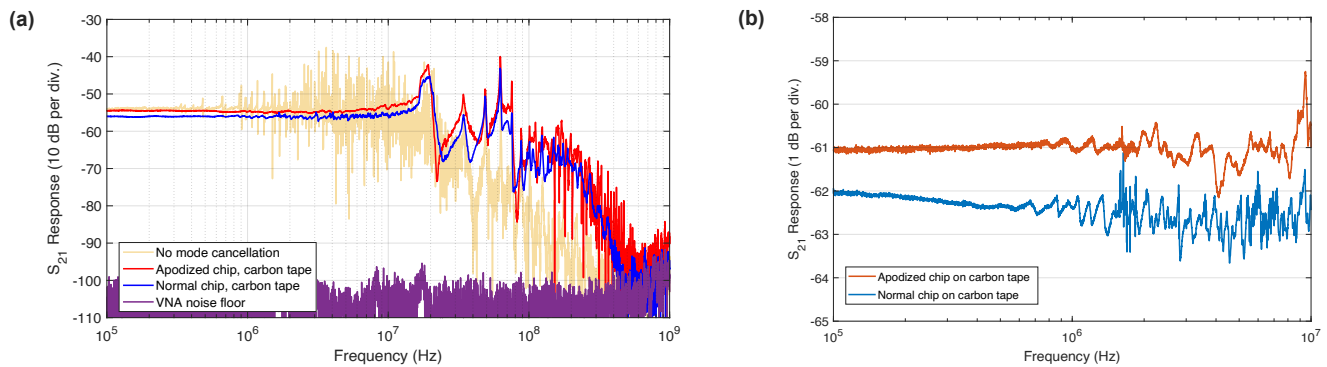 (a)
-30
-40
-50
-60
-70
-80
-90
-100
-110
S21 Response (10 dB per div.)
No mode cancellation
Apodized chip, carbon tape
Normal chip, carbon tape
VNA noise floor
10^5 10^6 10^7 10^8 10^9
Frequency (Hz)
(b)
-58
-59
-60
-61
-62
-63
-64
-65
S21 Response (1 dB per div.)
Apodized chip on carbon tape
Normal chip on carbon tape
10^5 10^6 10^7
Frequency (Hz)